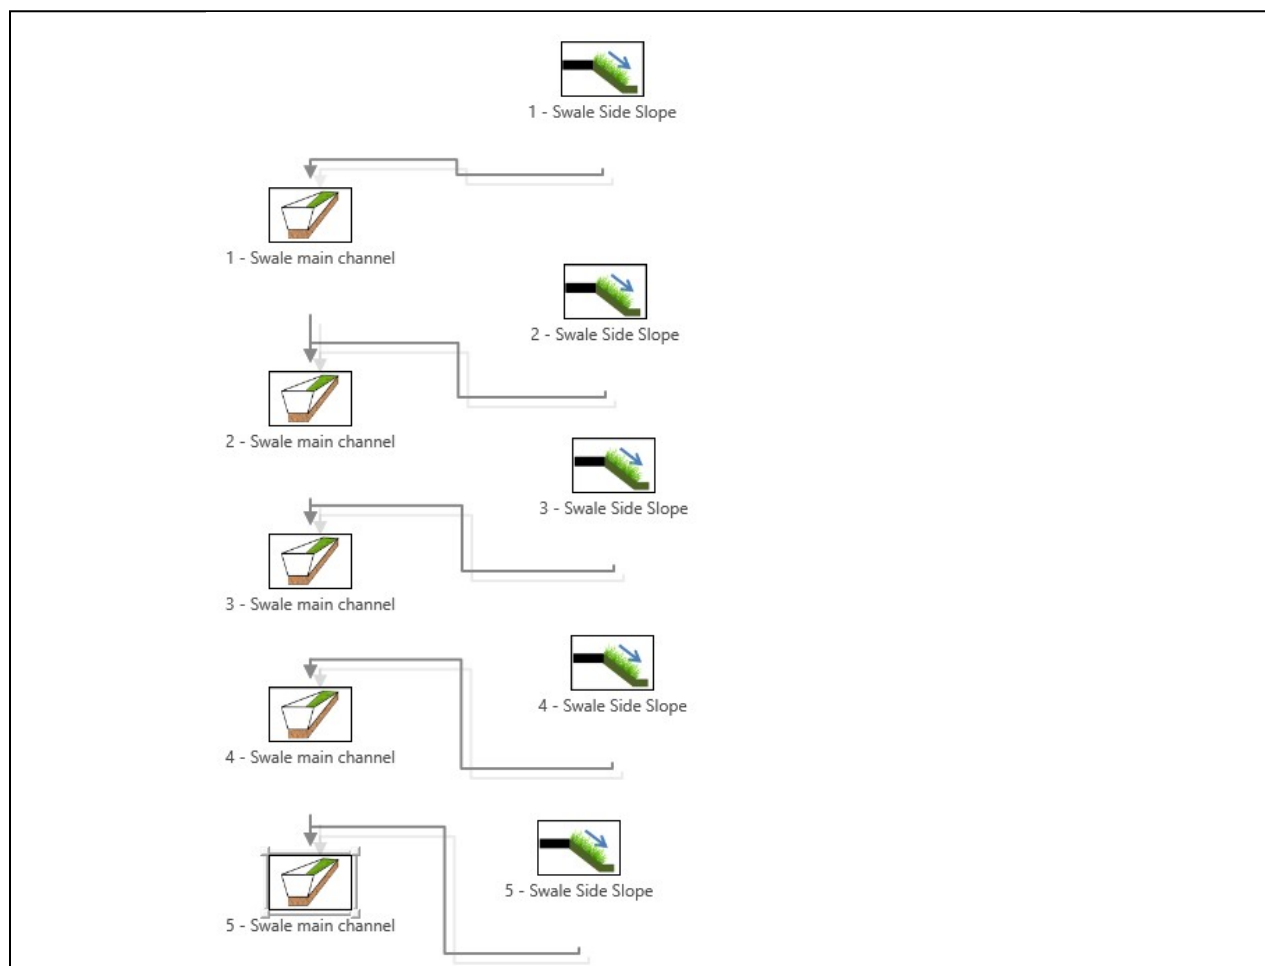 1 - Swale Side Slope
1 - Swale main channel
2 - Swale Side Slope
2 - Swale main channel
3 - Swale Side Slope
3 - Swale main channel
4 - Swale Side Slope
4 - Swale main channel
5 - Swale Side Slope
5 - Swale main channel